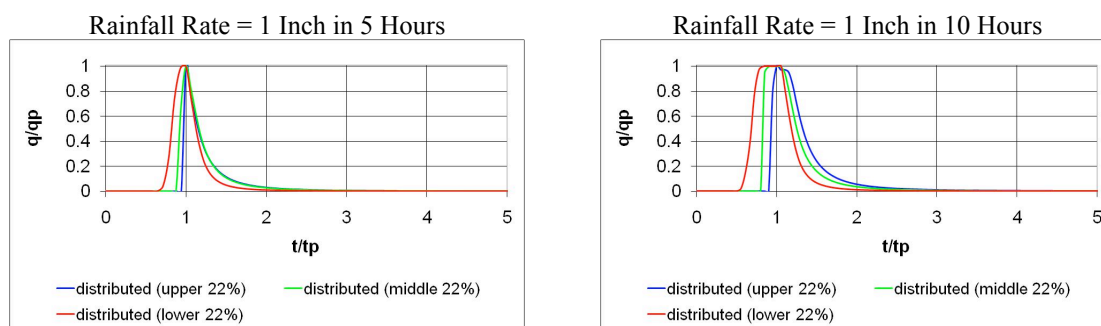 Rainfall Rate = 1 Inch in 5 Hours
1
0.8
0.6
0.4
0.2
0
q/qp
0 1 2 3 4 5
t/tp
distributed (upper 22%) distributed (middle 22%)
distributed (lower 22%)
Rainfall Rate = 1 Inch in 10 Hours
1
0.8
0.6
0.4
0.2
0
q/qp
0 1 2 3 4 5
t/tp
distributed (upper 22%) distributed (middle 22%)
distributed (lower 22%)